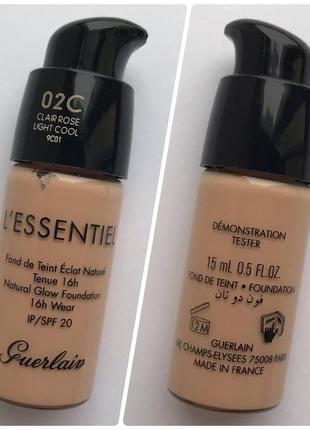 02C
CLAIR ROSE
LIGHT COOL
9C01
L'ESSENTIEL
Fond de Teint Éclat Naturel
Tenue 16h
Natural Glow Foundation
16h Wear
IP/SPF 20
Guerlain
DÉMONSTRATION
TESTER
15 mL 0.5 FL.OZ.
FOND DE TEINT • FOUNDATION
فون دو تان
12M
GUERLAIN
68, CHAMPS-ELYSEES 75008 PARIS
MADE IN FRANCE